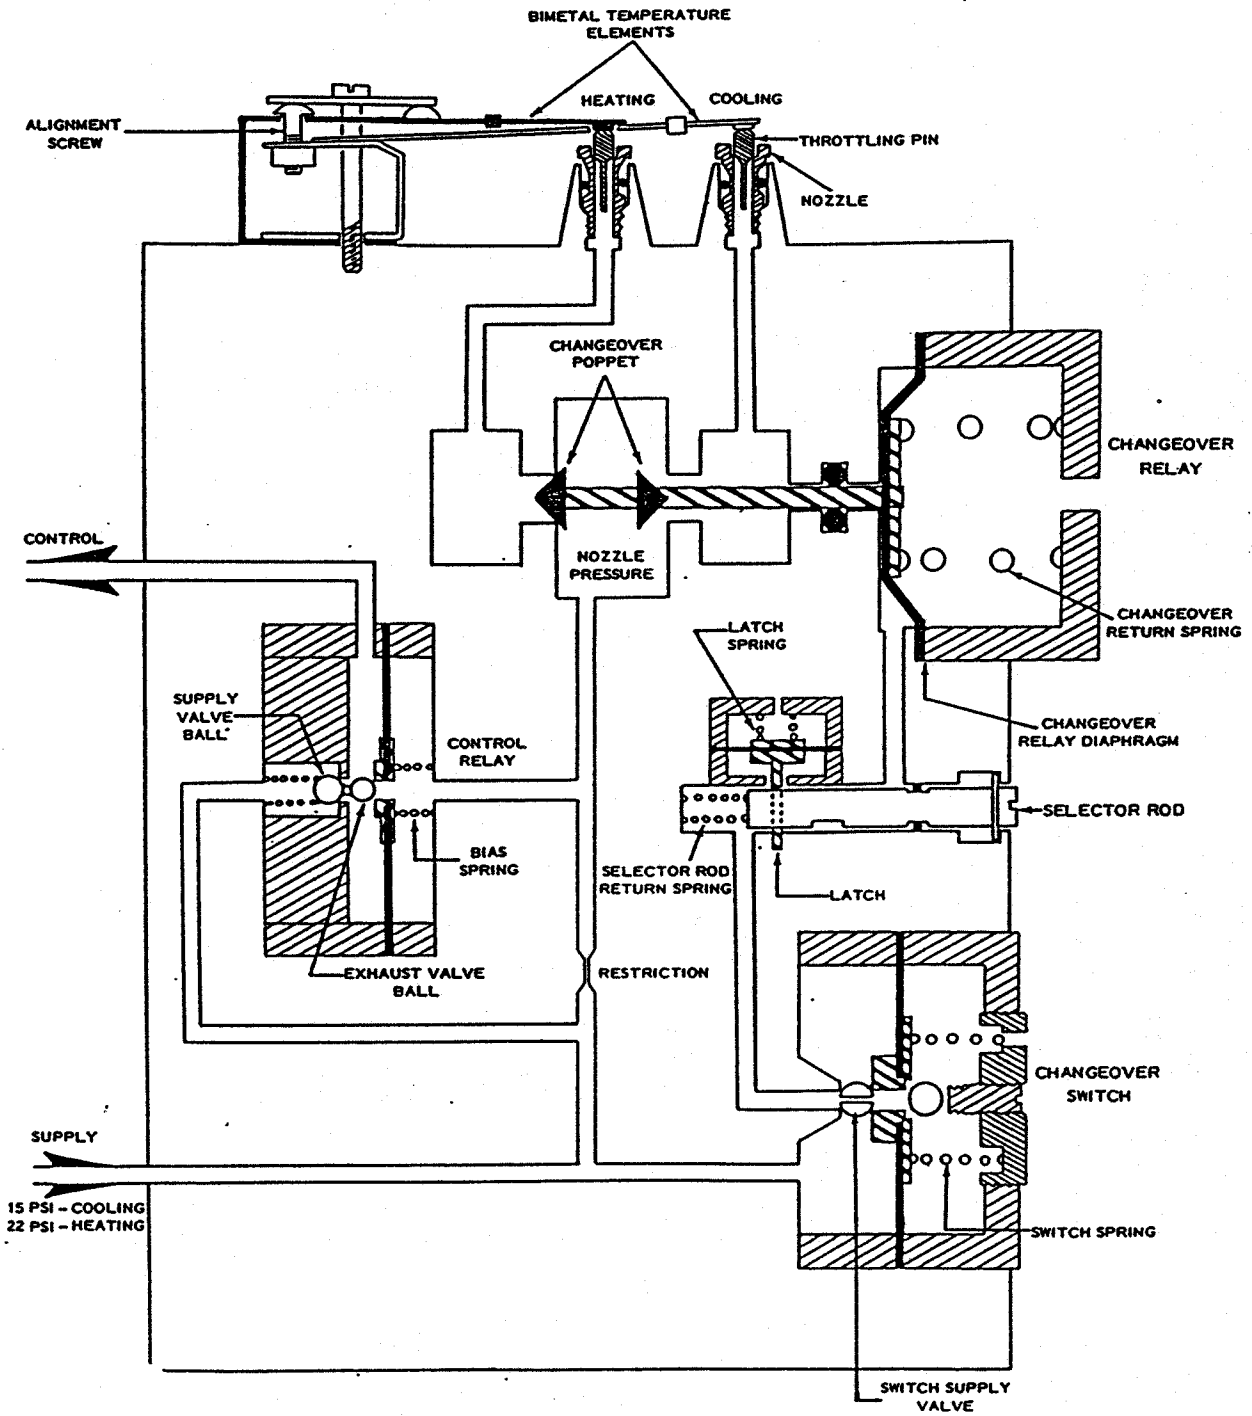 BIMETAL TEMPERATURE
ELEMENTS
HEATING
COOLING
ALIGNMENT
SCREW
THROTTLING PIN
NOZZLE
CHANGEOVER
POPPET
CHANGEOVER
RELAY
CONTROL
NOZZLE
PRESSURE
CHANGEOVER
RETURN SPRING
LATCH
SPRING
SUPPLY
VALVE
BALL
CONTROL
RELAY
CHANGEOVER
RELAY DIAPHRAGM
SELECTOR ROD
BIAS
SPRING
SELECTOR ROD
RETURN SPRING
LATCH
EXHAUST VALVE
BALL
RESTRICTION
CHANGEOVER
SWITCH
SUPPLY
15 PSI – COOLING
22 PSI – HEATING
SWITCH SPRING
SWITCH SUPPLY
VALVE